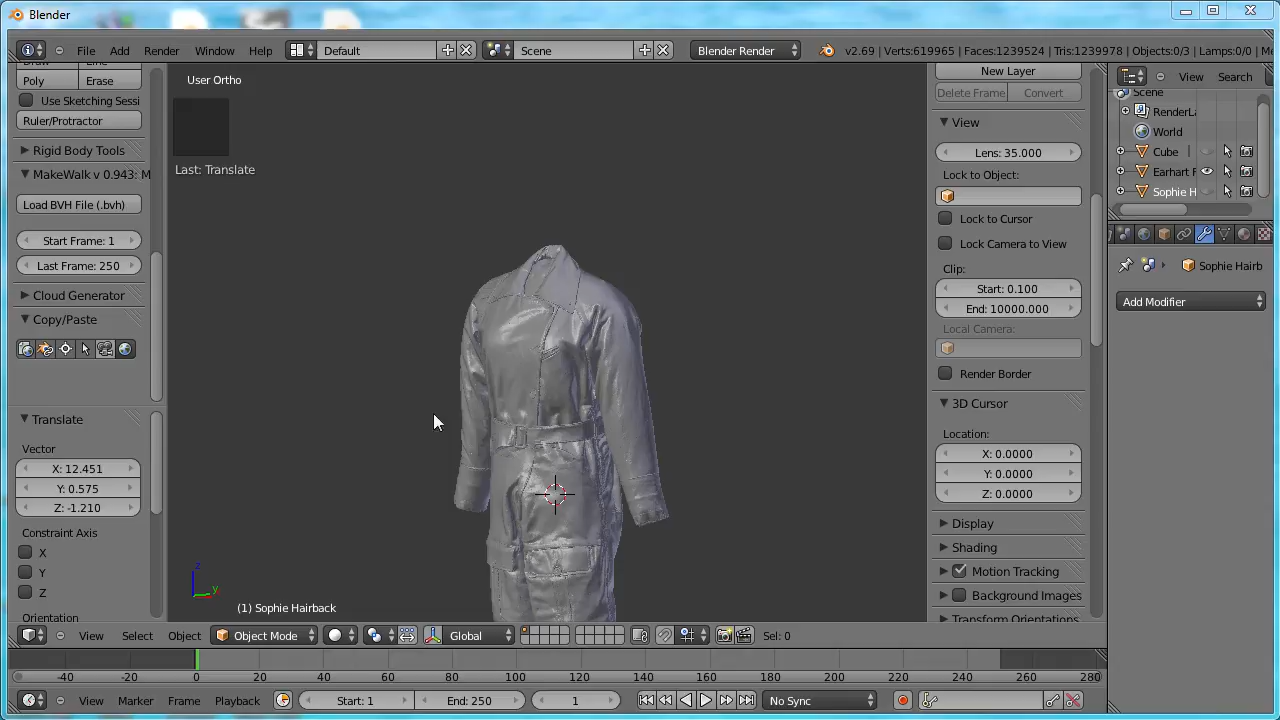 Blender
File Add Render Window Help Default Scene Blender Render v2.69 | Verts:619965 | Faces:1239524 | Tris:1239978 | Objects:0/3 | Lamps:0/0 |
Poly Erase
Use Sketching Sessi
Ruler/Protractor
Rigid Body Tools
MakeWalk v 0.943: M
Load BVH File (.bvh)
Start Frame: 1
Last Frame: 250
Cloud Generator
Copy/Paste
Translate
Vector
X: 12.451
Y: 0.575
Z: -1.210
Constraint Axis
X
Y
Z
Orientation
User Ortho
Last: Translate
z
y
(1) Sophie Hairback
New Layer
Delete Frame Convert
View
Lens: 35.000
Lock to Object:
Lock to Cursor
Lock Camera to View
Clip:
Start: 0.100
End: 10000.000
Local Camera:
Render Border
3D Cursor
Location:
X: 0.0000
Y: 0.0000
Z: 0.0000
Display
Shading
Motion Tracking
Background Images
Transform Orientations
View Search
Scene
RenderLa
World
Cube
Earhart F
Sophie H
Sophie Hairb
Add Modifier
View Select Object Object Mode Global Sel: 0
-40 -20 0 20 40 60 80 100 120 140 160 180 200 220 240 260 280
View Marker Frame Playback Start: 1 End: 250 1 No Sync